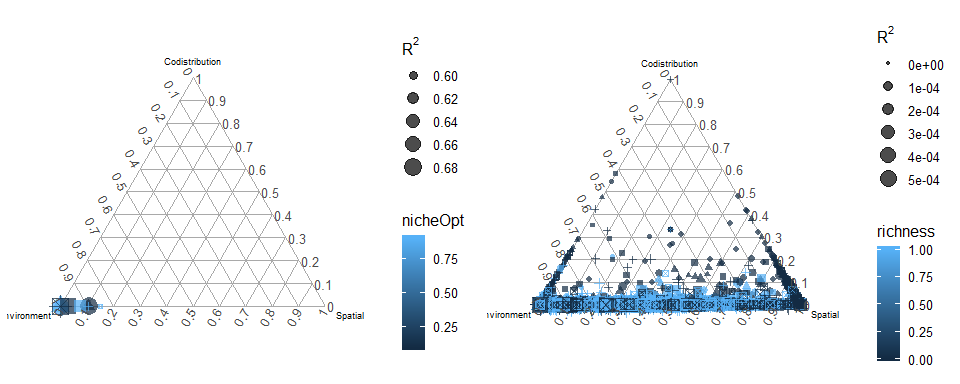 R²
Codistribution
0.1 1
0.2 0.9
0.3 0.8
0.4 0.7
0.5 0.6
0.6 0.5
0.7 0.4
0.8 0.3
0.9 0.2
0.1
0
nvironment
0.1 0.2 0.3 0.4 0.5 0.6 0.7 0.8 0.9 1
Spatial
0.60
0.62
0.64
0.66
0.68
nicheOpt
0.75
0.50
0.25
R²
Codistribution
0.1 1
0.2 0.9
0.3 0.8
0.4 0.7
0.5 0.6
0.6 0.5
0.7 0.4
0.8 0.3
0.9 0.2
0.1
nvironment
Spatial
0e+00
1e-04
2e-04
3e-04
4e-04
5e-04
richness
1.00
0.75
0.50
0.25
0.00